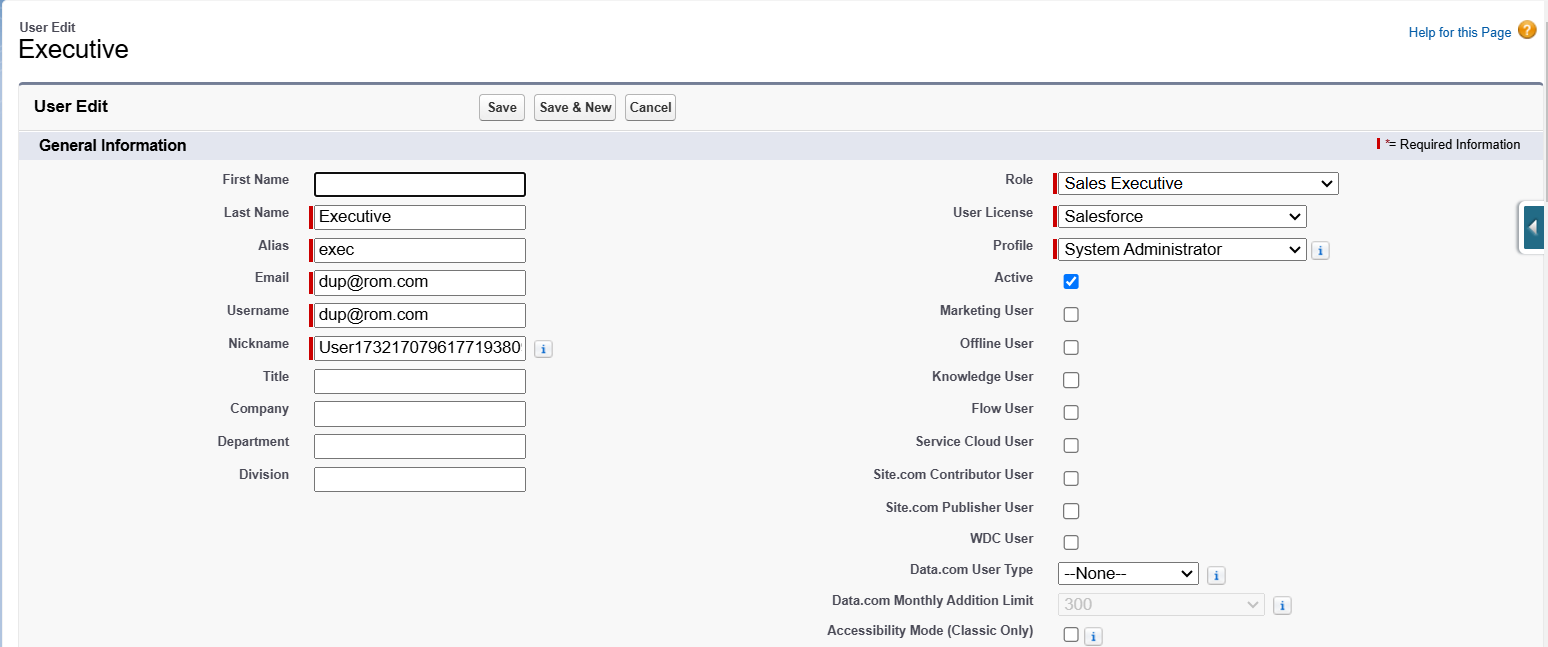 User Edit
Executive
Help for this Page ?
User Edit
Save
Save & New
Cancel
General Information
*= Required Information
First Name
Last Name Executive
Alias exec
Email dup@rom.com
Username dup@rom.com
Nickname User173217079617719380 i
Title
Company
Department
Division
Role Sales Executive
User License Salesforce
Profile System Administrator i
Active
Marketing User
Offline User
Knowledge User
Flow User
Service Cloud User
Site.com Contributor User
Site.com Publisher User
WDC User
Data.com User Type --None-- i
Data.com Monthly Addition Limit 300 i
Accessibility Mode (Classic Only) i